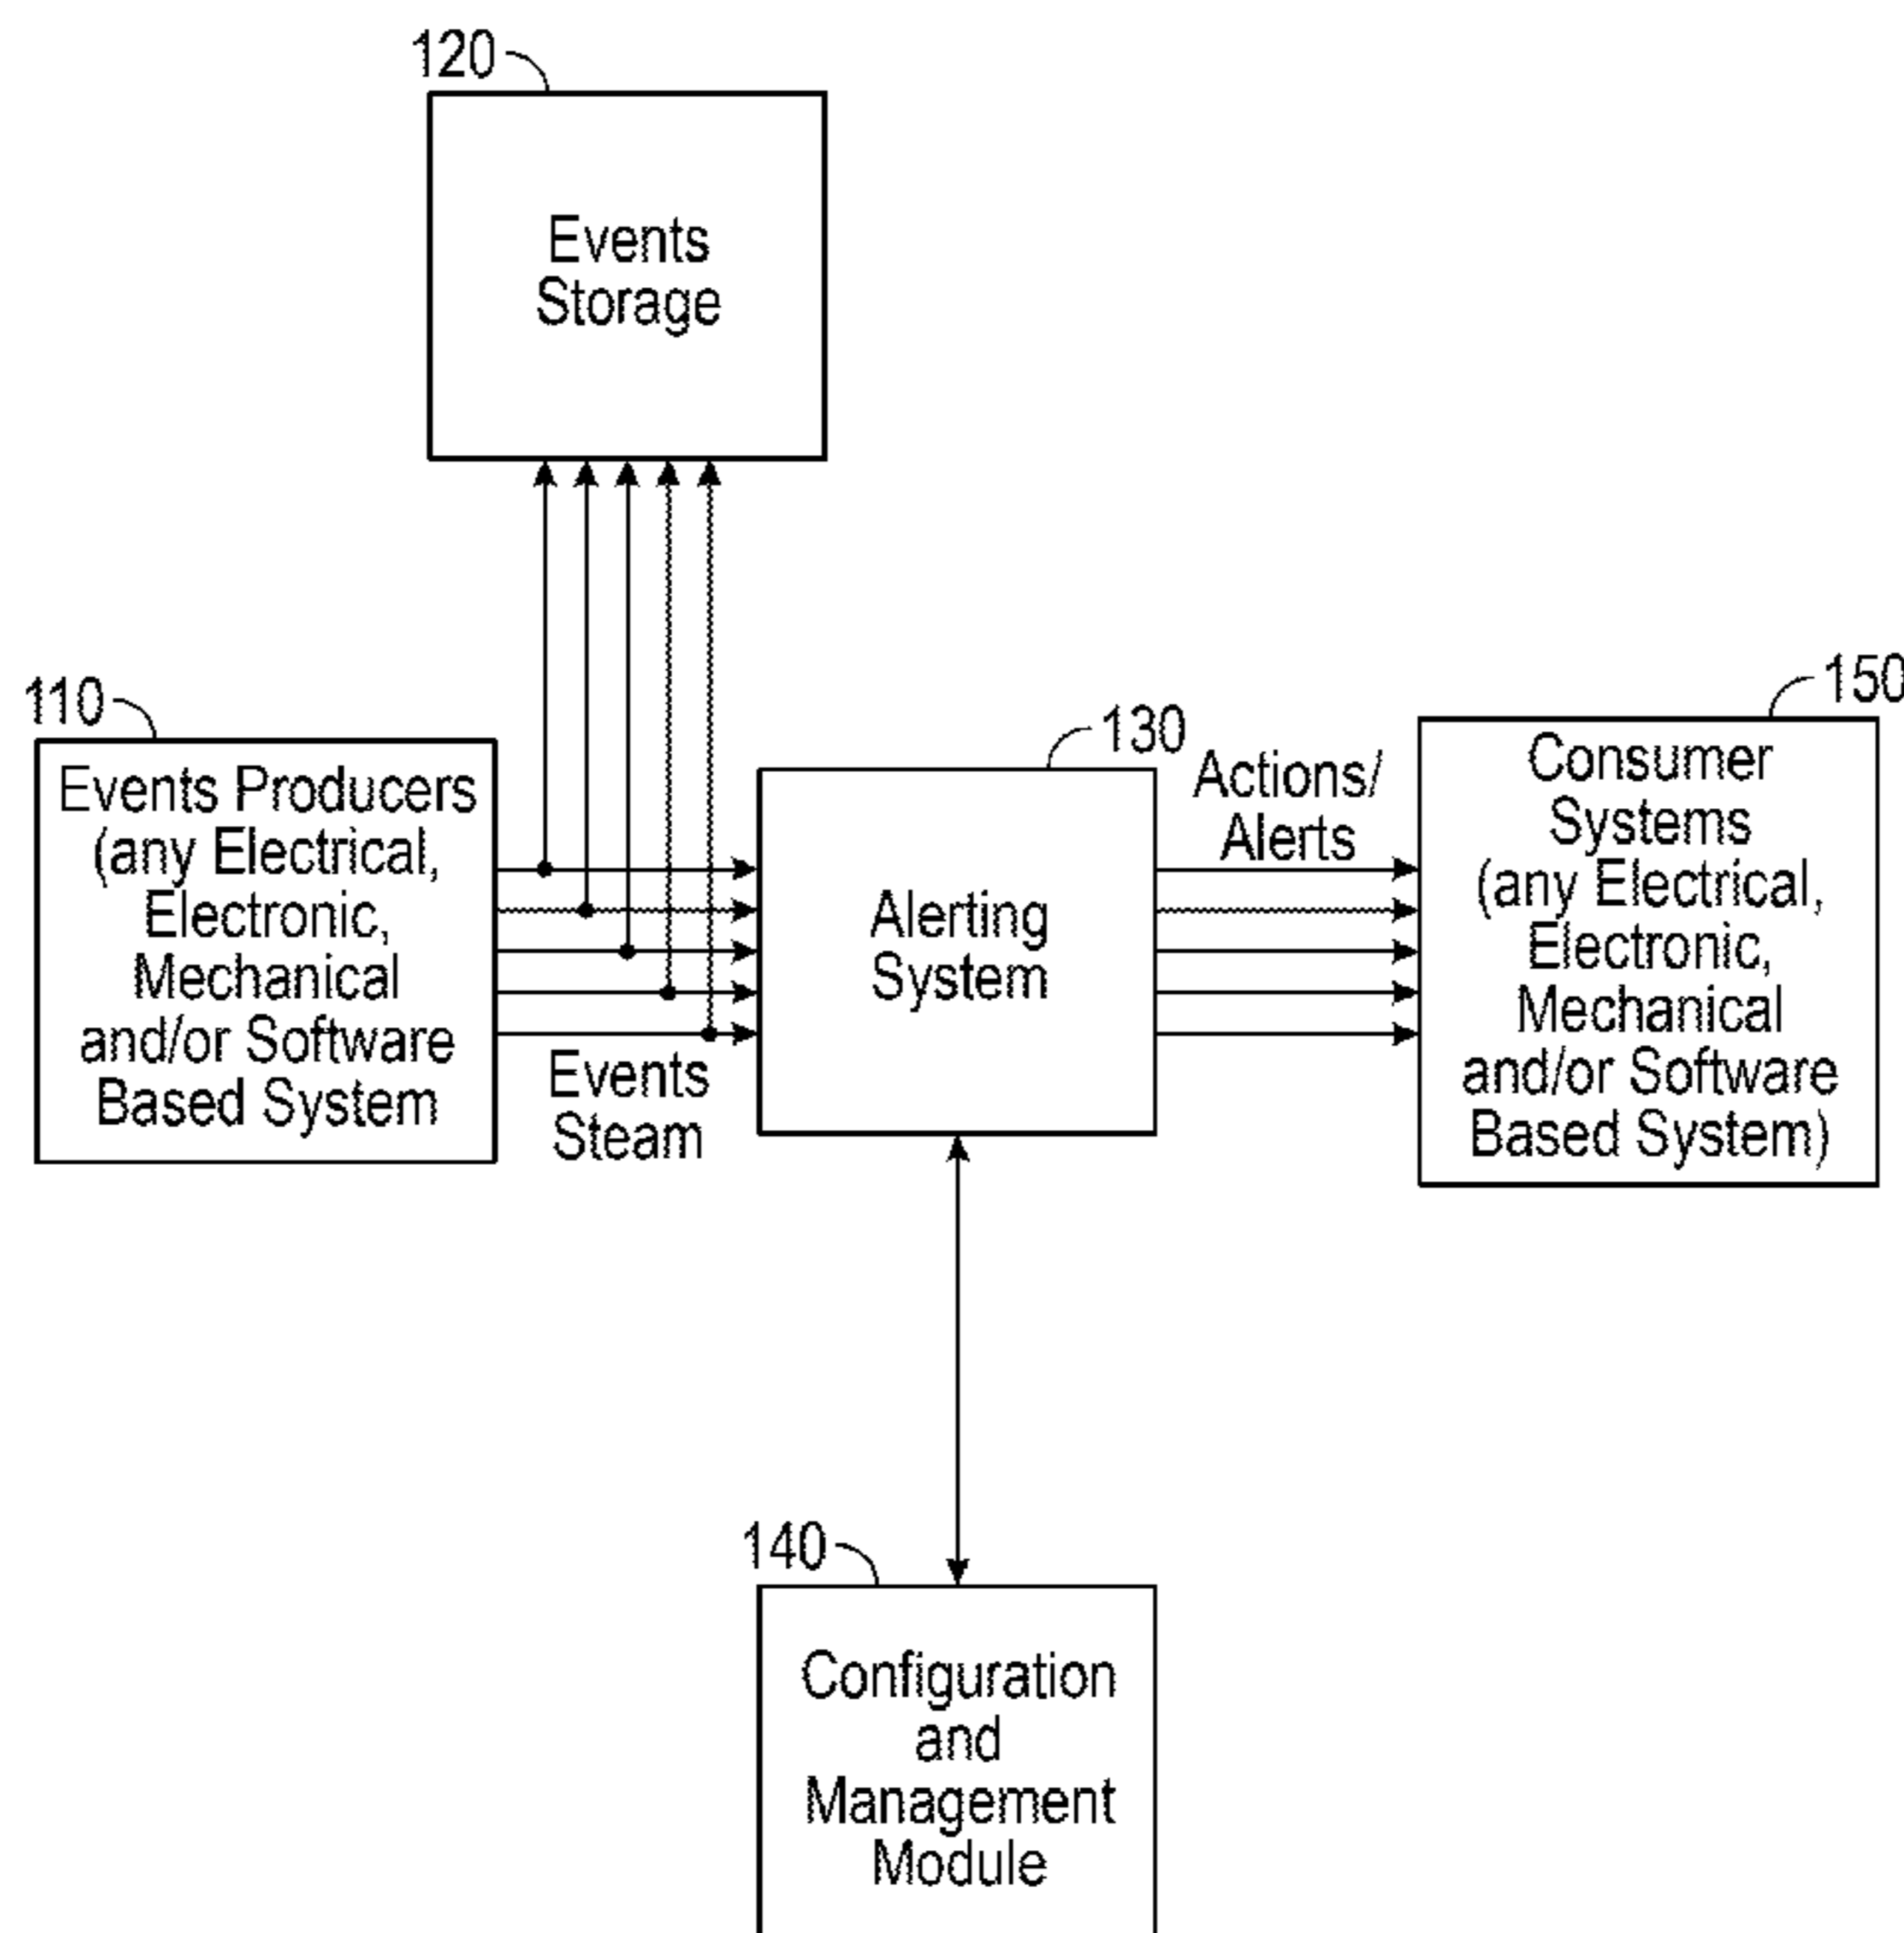 120
Events
Storage
110
Events Producers
(any Electrical,
Electronic,
Mechanical
and/or Software
Based System
Events
Steam
130
Alerting
System
Actions/
Alerts
150
Consumer
Systems
(any Electrical,
Electronic,
Mechanical
and/or Software
Based System)
140
Configuration
and
Management
Module